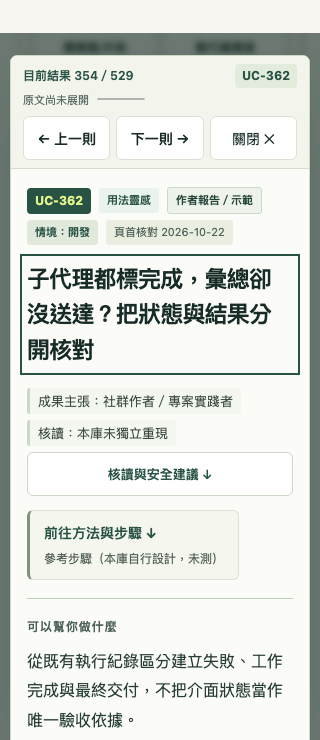 目前結果 354 / 529
UC-362
原文尚未展開
← 上一則
下一則 →
關閉 ×
UC-362
用法靈感
作者報告 / 示範
情境：開發
頁首核對 2026-10-22
子代理都標完成，彙總卻
沒送達？把狀態與結果分
開核對
成果主張：社群作者 / 專案實踐者
核讀：本庫未獨立重現
核讀與安全建議 ↓
前往方法與步驟 ↓
參考步驟（本庫自行設計，未測）
可以幫你做什麼
從既有執行紀錄區分建立失敗、工作
完成與最終交付，不把介面狀態當作
唯一驗收依據。